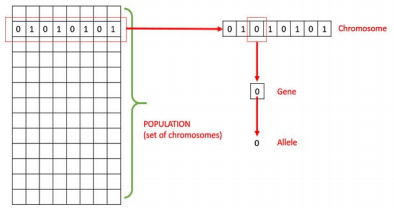 0 1 0 1 0 1 0 1
0 1 0 1 0 1 0 1
Chromosome
0
Gene
0
Allele
POPULATION
(set of chromosomes)